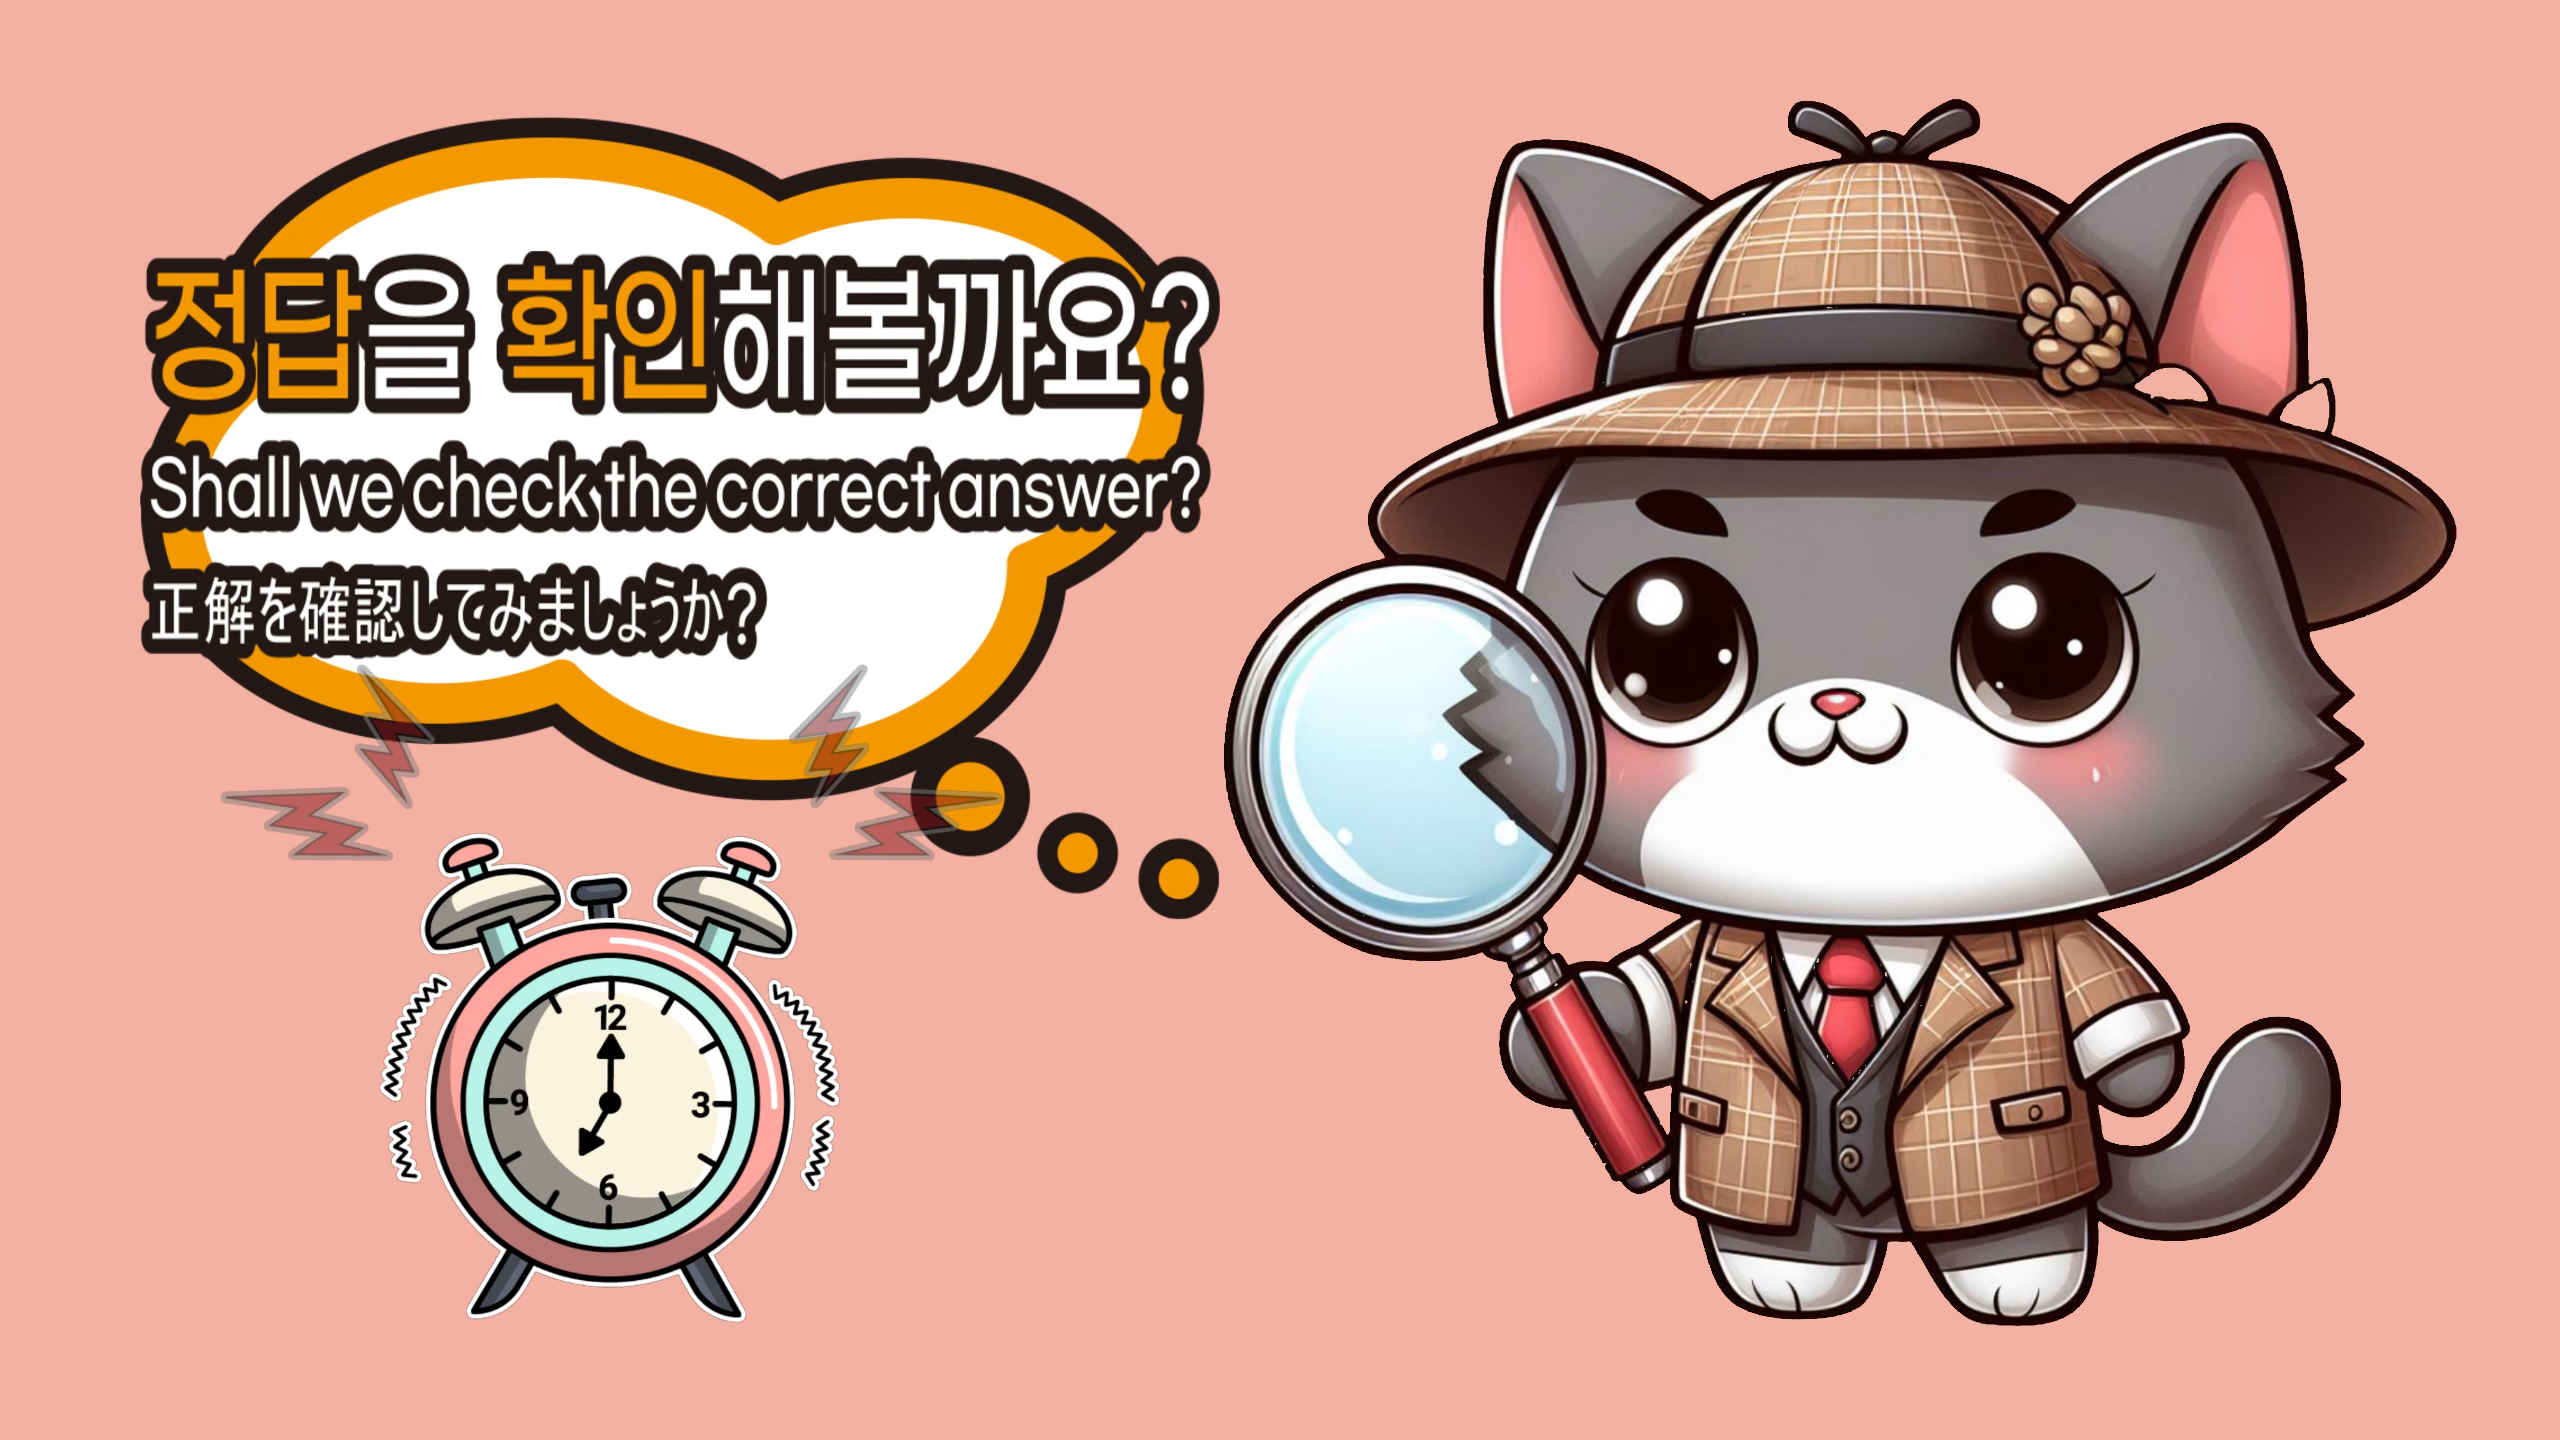 정답을 확인해볼까요?
Shall we check the correct answer?
正解を確認してみましょうか?
12
9 3
6